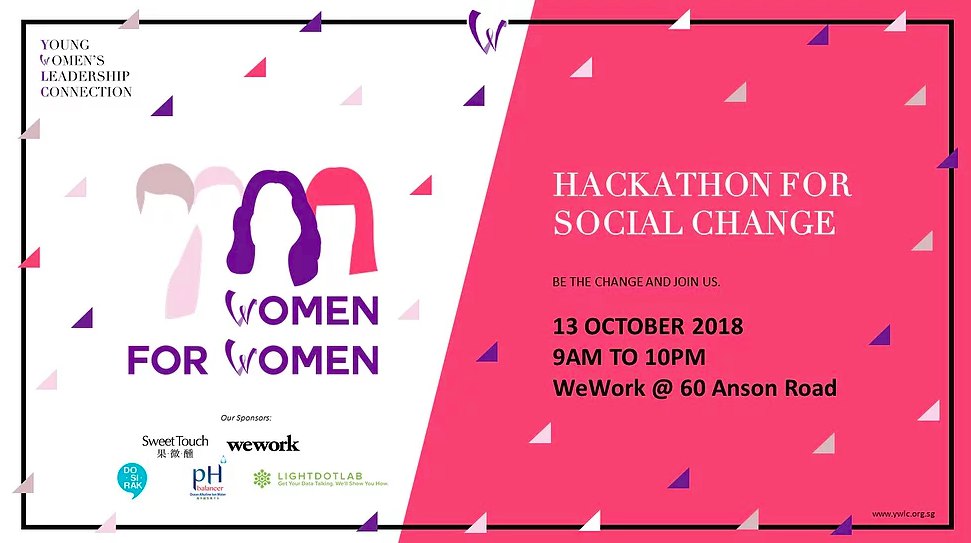 YOUNG
WOMEN'S
LEADERSHIP
CONNECTION
W
WOMEN
FOR WOMEN
Our Sponsors:
Sweet Touch
果·微·醺
wework
DO
SI
RAK
pH
balancer
LIGHTDOTLAB
Get Your Data Talking. We'll Show You How
HACKATHON FOR
SOCIAL CHANGE
BE THE CHANGE AND JOIN US.
13 OCTOBER 2018
9AM TO 10PM
WeWork @ 60 Anson Road
www.ywlc.org.sg